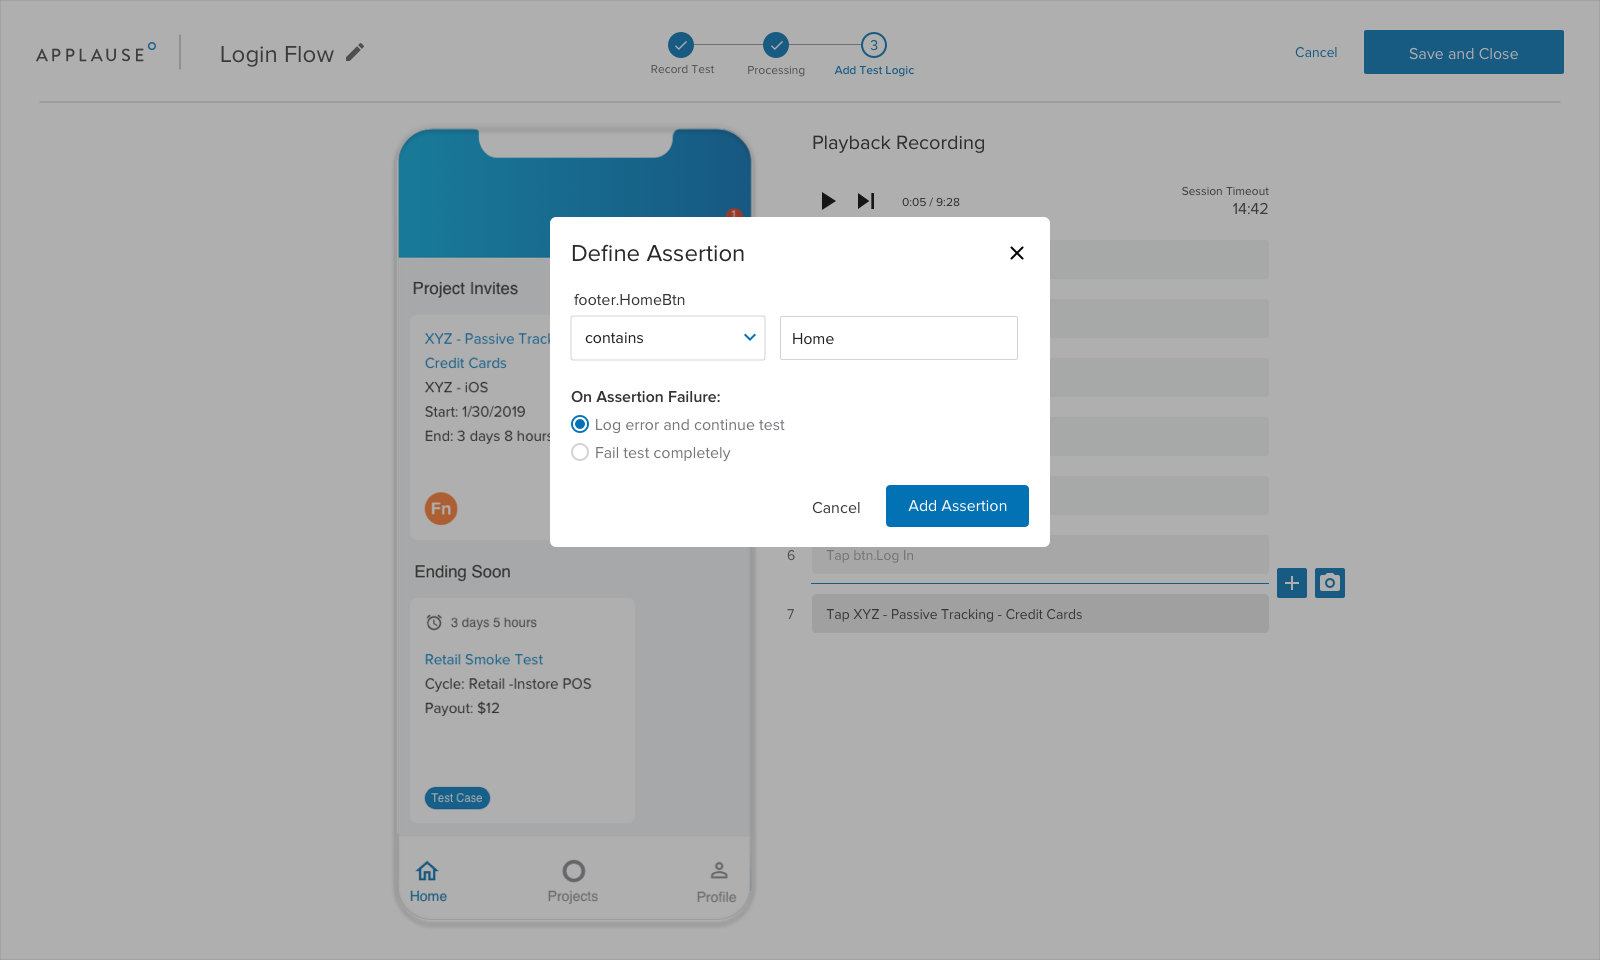 APPLAUSE
Login Flow
3
Record Test
Processing
Add Test Logic
Cancel
Save and Close
Playback Recording
0:05 / 9:28
Session Timeout
14:42
1
Define Assertion
footer.HomeBtn
contains
Home
On Assertion Failure:
Log error and continue test
Fail test completely
Cancel
Add Assertion
Project Invites
XYZ - Passive Track
Credit Cards
XYZ - iOS
Start: 1/30/2019
End: 3 days 8 hours
Fn
Ending Soon
3 days 5 hours
Retail Smoke Test
Cycle: Retail -Instore POS
Payout: $12
Test Case
Home
Projects
Profile
6
Tap btn.Log In
7
Tap XYZ - Passive Tracking - Credit Cards